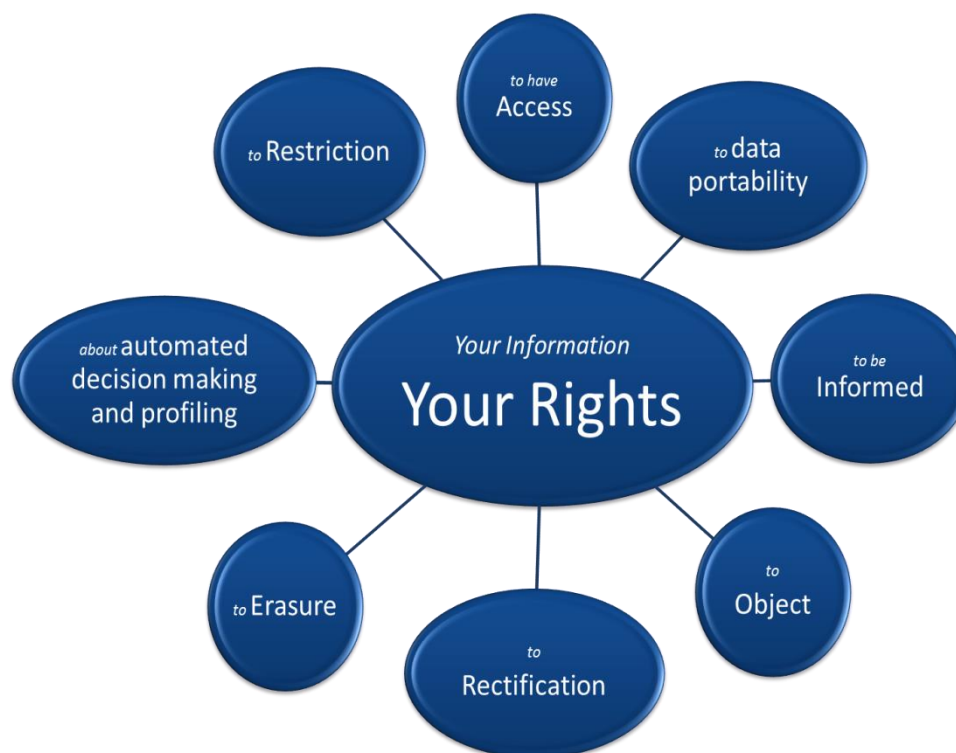 to have
Access
to Restriction
to data
portability
Your Information
Your Rights
about automated
decision making
and profiling
to be
Informed
to Erasure
to
Object
to
Rectification